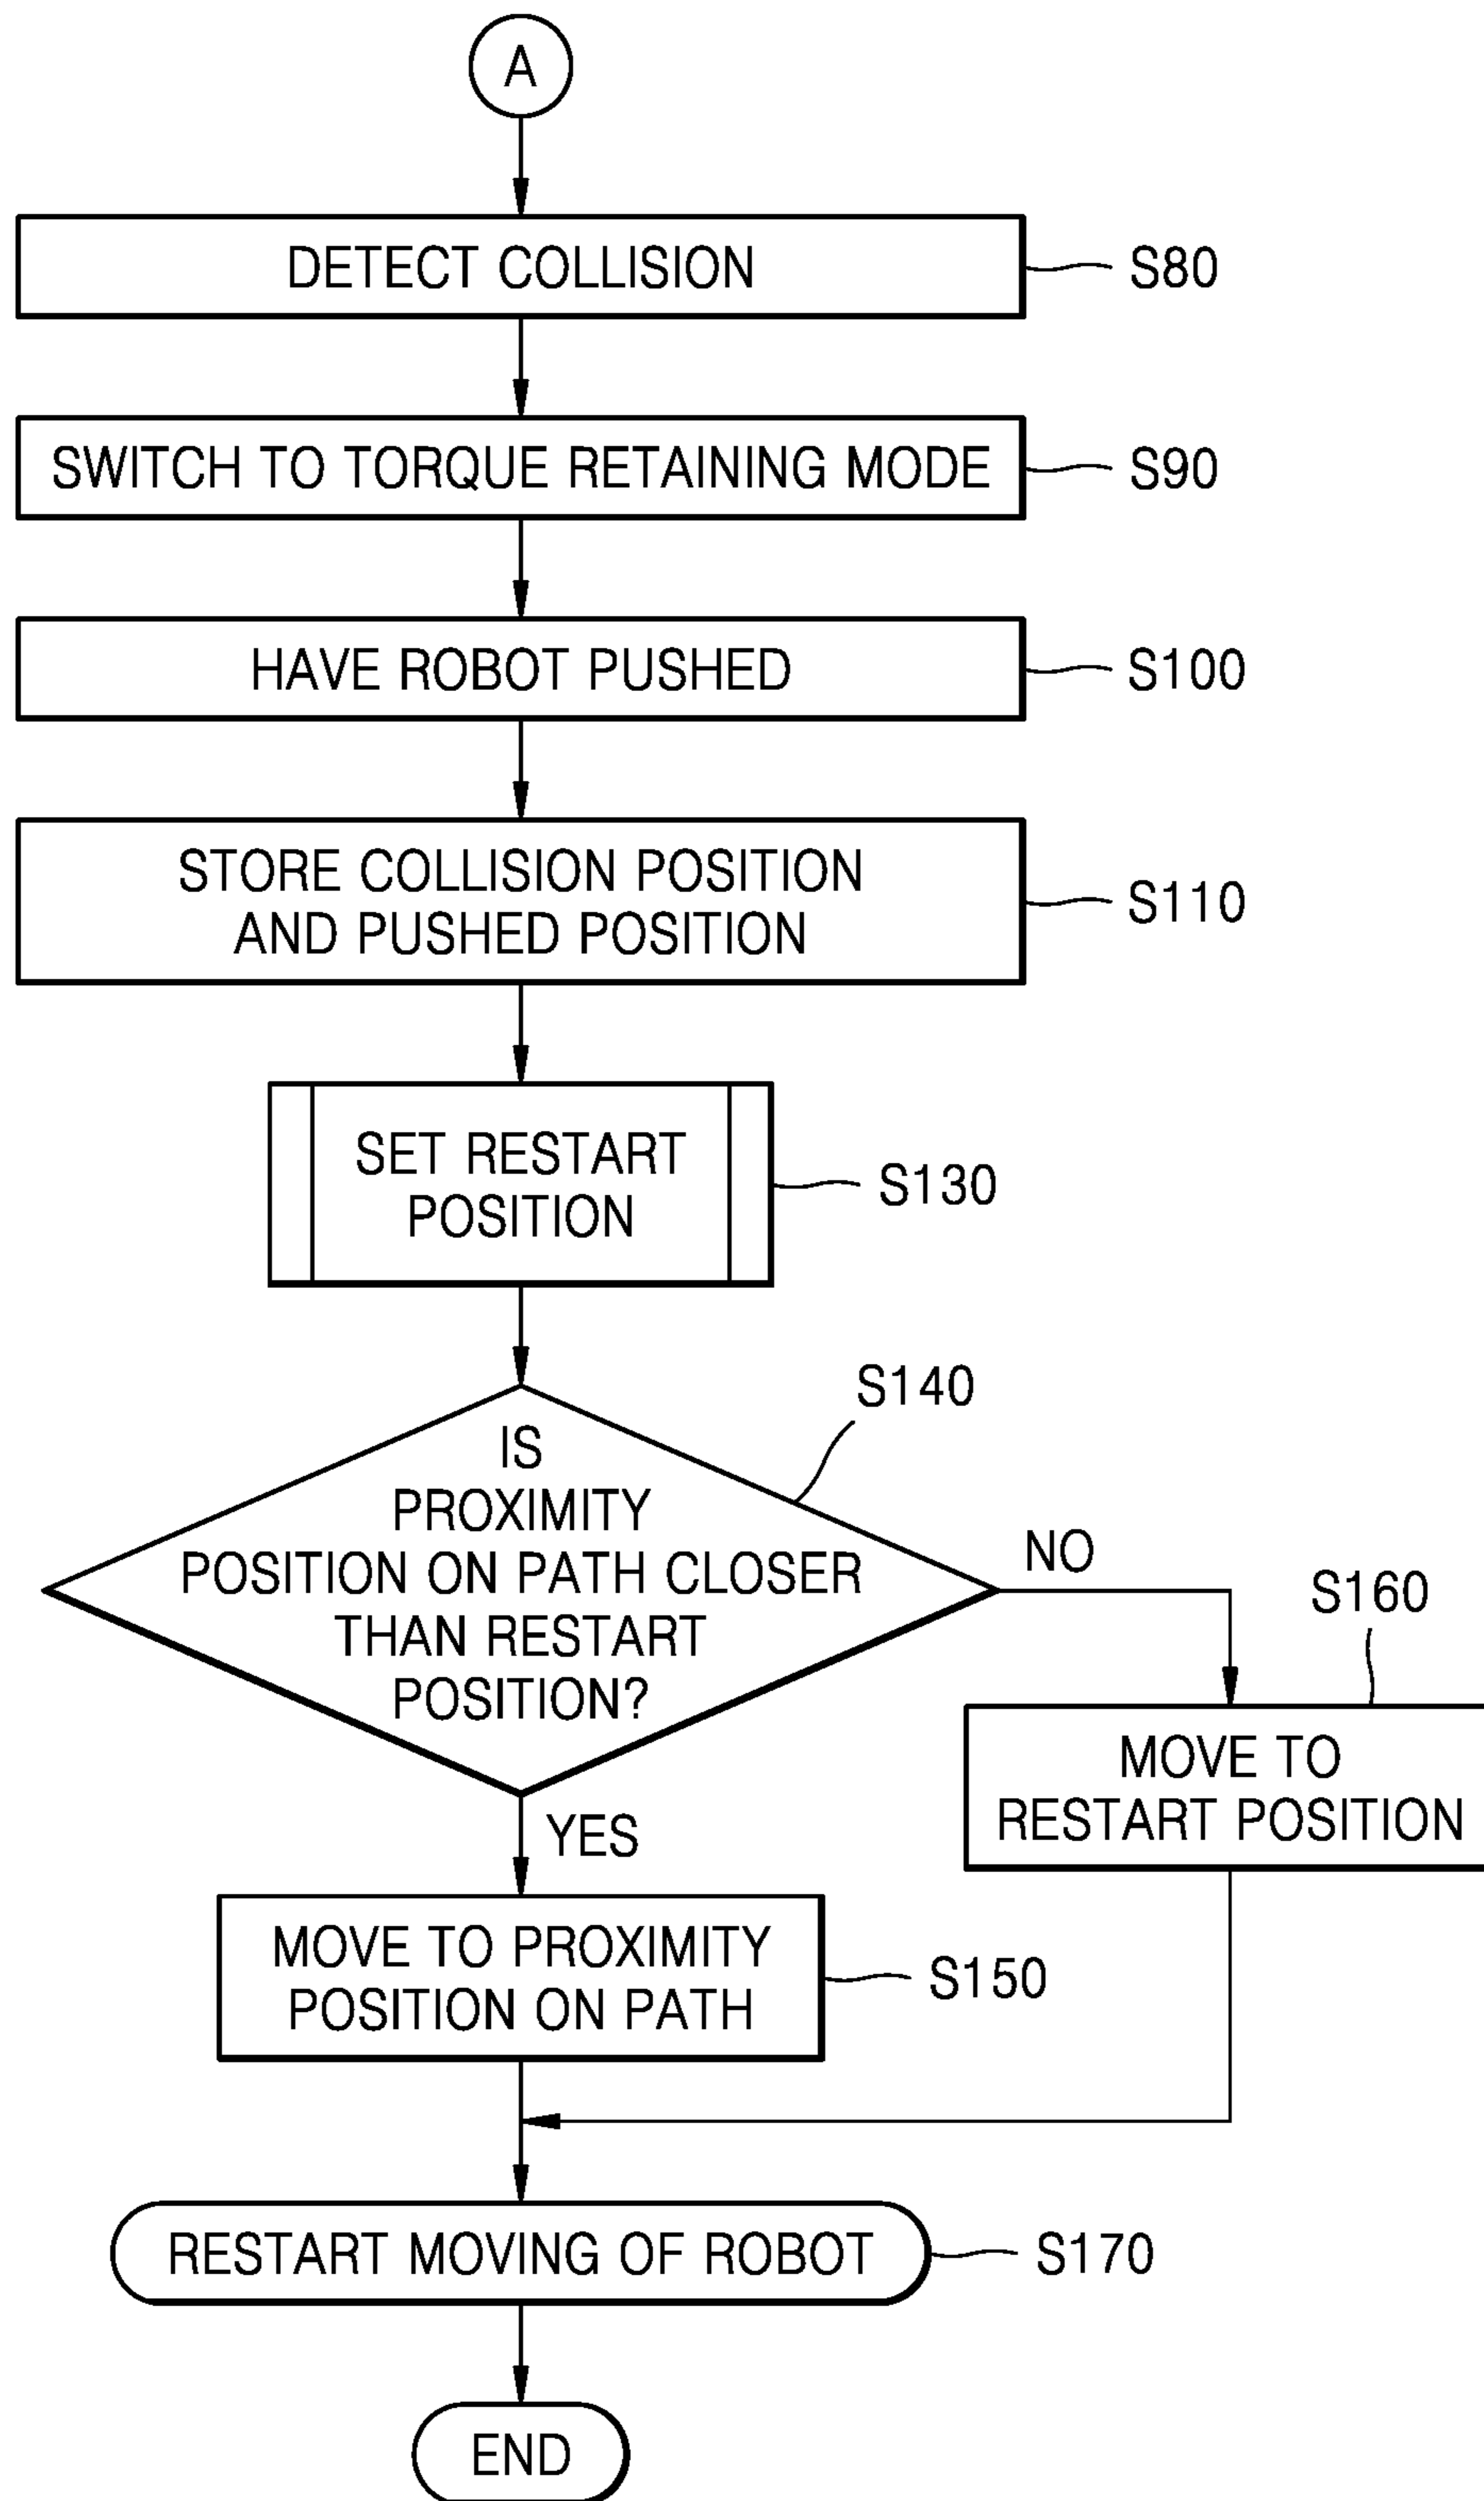 A
DETECT COLLISION
S80
SWITCH TO TORQUE RETAINING MODE
S90
HAVE ROBOT PUSHED
S100
STORE COLLISION POSITION
AND PUSHED POSITION
S110
SET RESTART
POSITION
S130
S140
IS
PROXIMITY
POSITION ON PATH CLOSER
THAN RESTART
POSITION?
NO
S160
MOVE TO
RESTART POSITION
YES
MOVE TO PROXIMITY
POSITION ON PATH
S150
RESTART MOVING OF ROBOT
S170
END